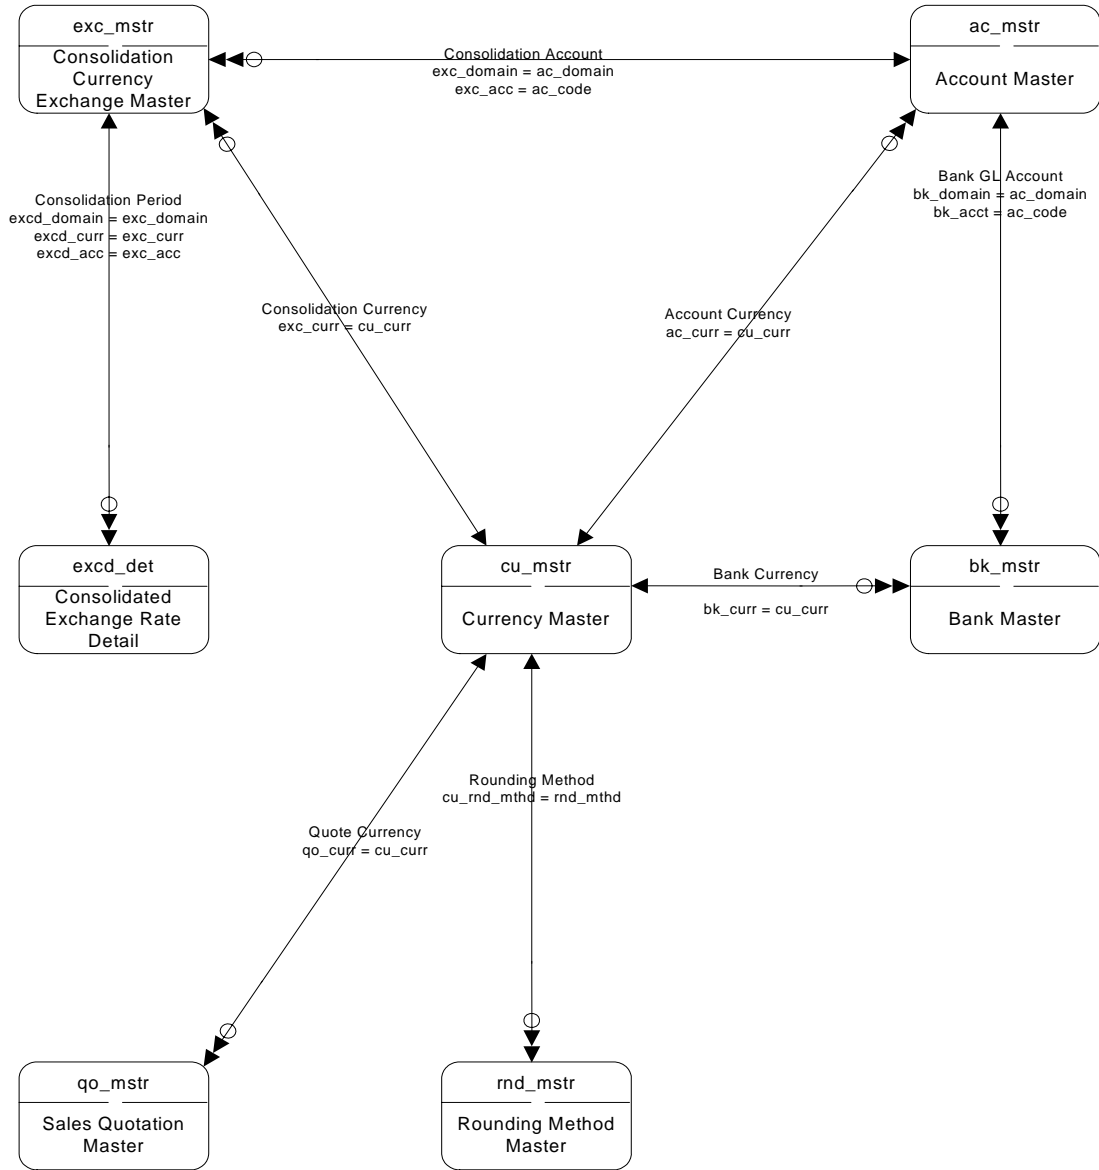 exc_mstr
Consolidation
Currency
Exchange Master
Consolidation Account
exc_domain = ac_domain
exc_acc = ac_code
ac_mstr
Account Master
Consolidation Period
excd_domain = exc_domain
excd_curr = exc_curr
excd_acc = exc_acc
Bank GL Account
bk_domain = ac_domain
bk_acct = ac_code
Consolidation Currency
exc_curr = cu_curr
Account Currency
ac_curr = cu_curr
excd_det
Consolidated
Exchange Rate
Detail
cu_mstr
Currency Master
Bank Currency
bk_curr = cu_curr
bk_mstr
Bank Master
Rounding Method
cu_rnd_mthd = rnd_mthd
Quote Currency
qo_curr = cu_curr
qo_mstr
Sales Quotation
Master
rnd_mstr
Rounding Method
Master